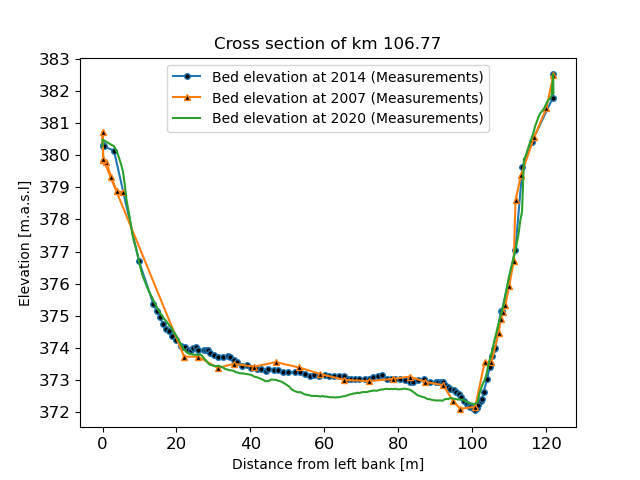 Cross section of km 106.77
Bed elevation at 2014 (Measurements)
Bed elevation at 2007 (Measurements)
Bed elevation at 2020 (Measurements)
Elevation [m.a.s.l]
383
382
381
380
379
378
377
376
375
374
373
372
0 20 40 60 80 100 120
Distance from left bank [m]